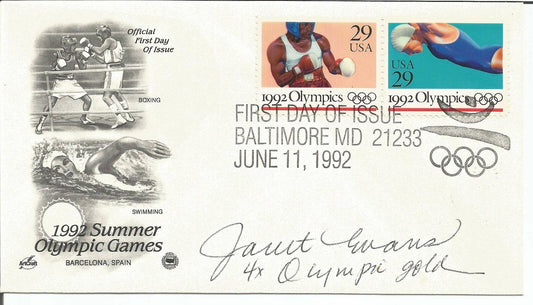 Official
First Day
Of Issue
BOXING
SWIMMING
1992 Summer
Olympic Games
BARCELONA, SPAIN
ArtCraft
29
USA
1992 Olympics
USA
29
1992 Olympics
FIRST DAY OF ISSUE
BALTIMORE MD 21233
JUNE 11, 1992
Janet Evans
4x Olympic gold